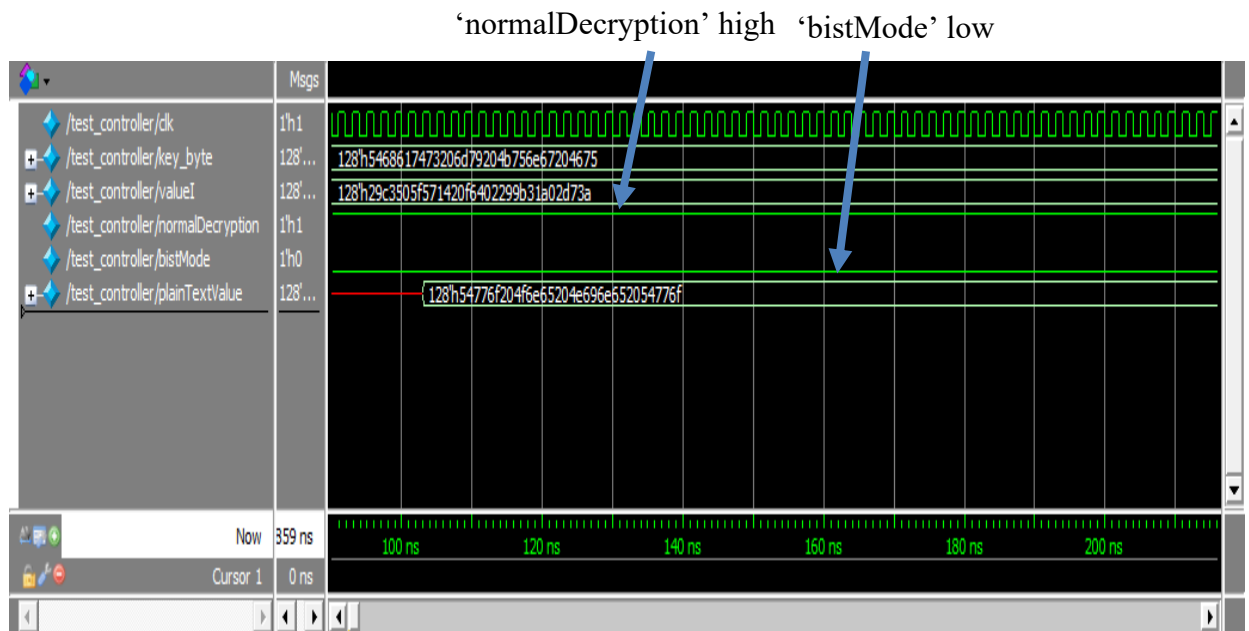 ‘normalDecryption’ high ‘bistMode’ low
Msgs
/test_controller/clk 1'h1
/test_controller/key_byte 128'... 128'h5468617473206d79204b756e67204675
/test_controller/valueI 128'... 128'h29c3505f571420f6402299b31a02d73a
/test_controller/normalDecryption 1'h1
/test_controller/bistMode 1'h0
/test_controller/plainTextValue 128'... 128'h54776f204f6e65204e696e652054776f
Now 359 ns
100 ns 120 ns 140 ns 160 ns 180 ns 200 ns
Cursor 1 0 ns